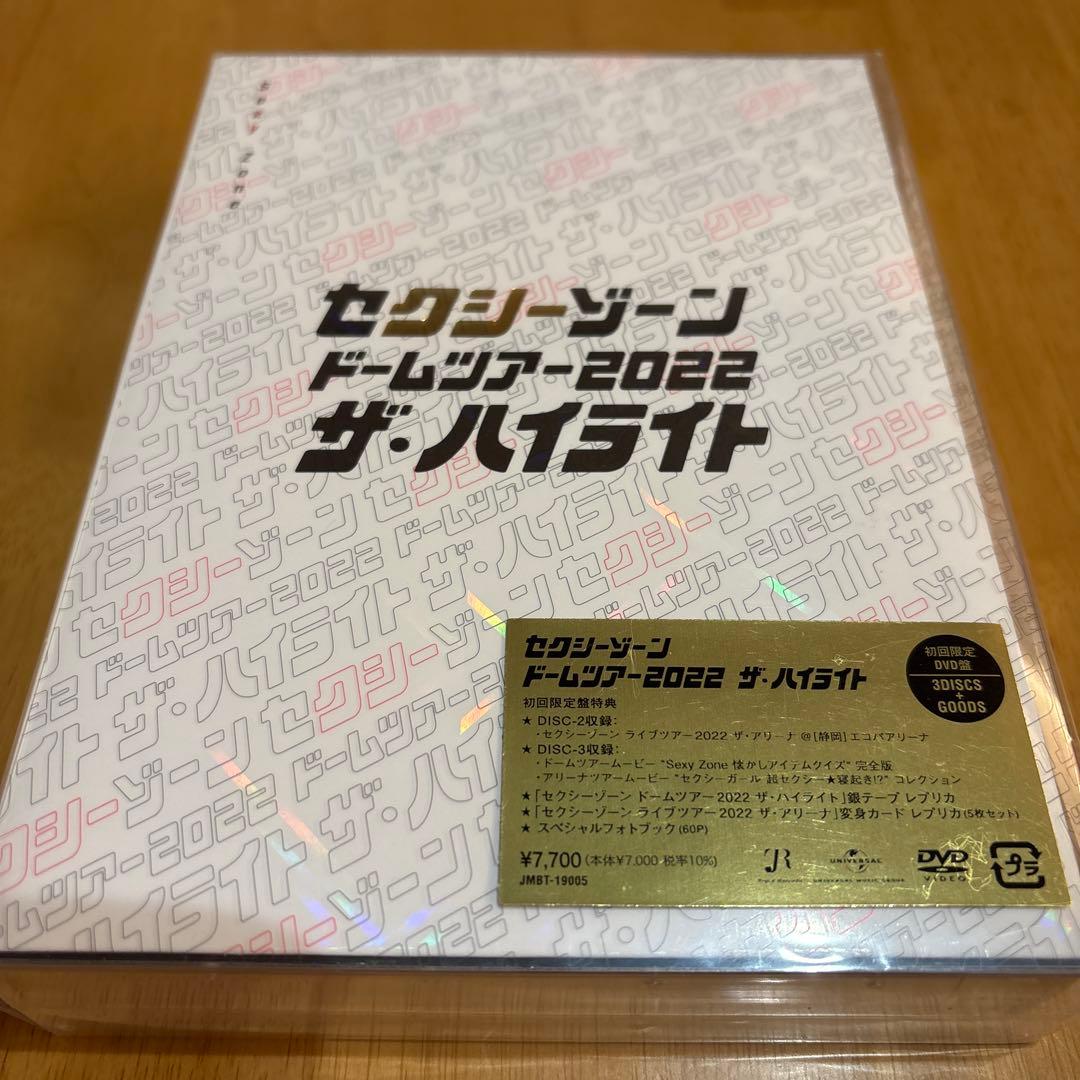 Sexy Zone
セクシーゾーン
ドームツアー2022
ザ・ハイライト
セクシーゾーン
ドームツアー2022 ザ・ハイライト
初回限定
DVD盤
3DISCS
+
GOODS
初回限定盤特典
★ DISC-2収録:
・セクシーゾーン ライブツアー2022 ザ・アリーナ @[静岡] エコパアリーナ
★ DISC-3収録:
・ドームツアームービー "Sexy Zone 懐かしアイテムクイズ" 完全版
・アリーナツアームービー "セクシーガール 超セクシー★寝起き!?" コレクション
★「セクシーゾーン ドームツアー2022 ザ・ハイライト」銀テープ レプリカ
★「セクシーゾーン ライブツアー2022 ザ・アリーナ」変身カード レプリカ(5枚セット)
★ スペシャルフォトブック(60P)
¥7,700(本体¥7,000 税率10%)
JMBT-19005
UNIVERSAL
UNIVERSAL MUSIC GROUP
DVD
VIDEO
プラ